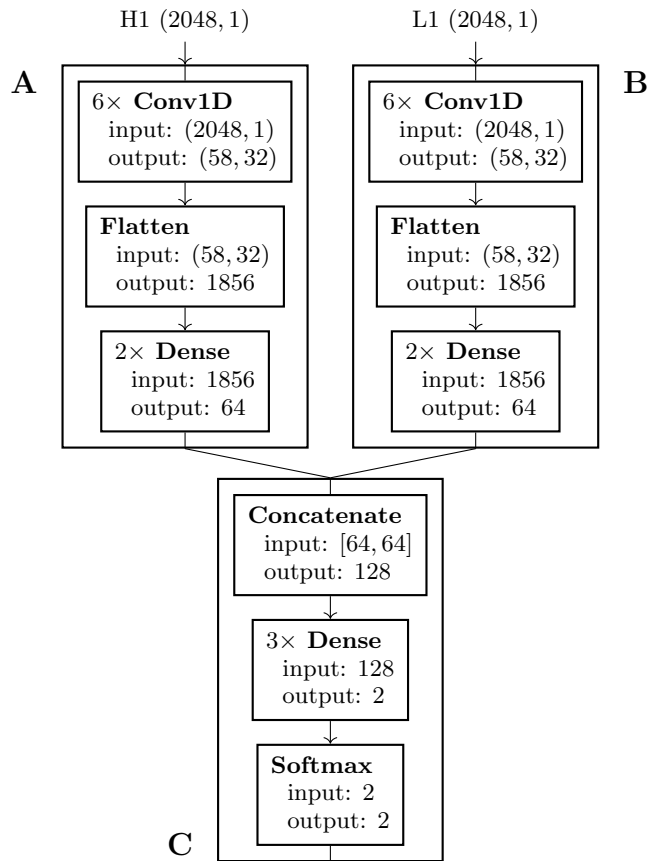 H1 (2048, 1)
L1 (2048, 1)
A
6× Conv1D
input: (2048, 1)
output: (58, 32)
Flatten
input: (58, 32)
output: 1856
2× Dense
input: 1856
output: 64
B
6× Conv1D
input: (2048, 1)
output: (58, 32)
Flatten
input: (58, 32)
output: 1856
2× Dense
input: 1856
output: 64
Concatenate
input: [64, 64]
output: 128
3× Dense
input: 128
output: 2
Softmax
input: 2
output: 2
C